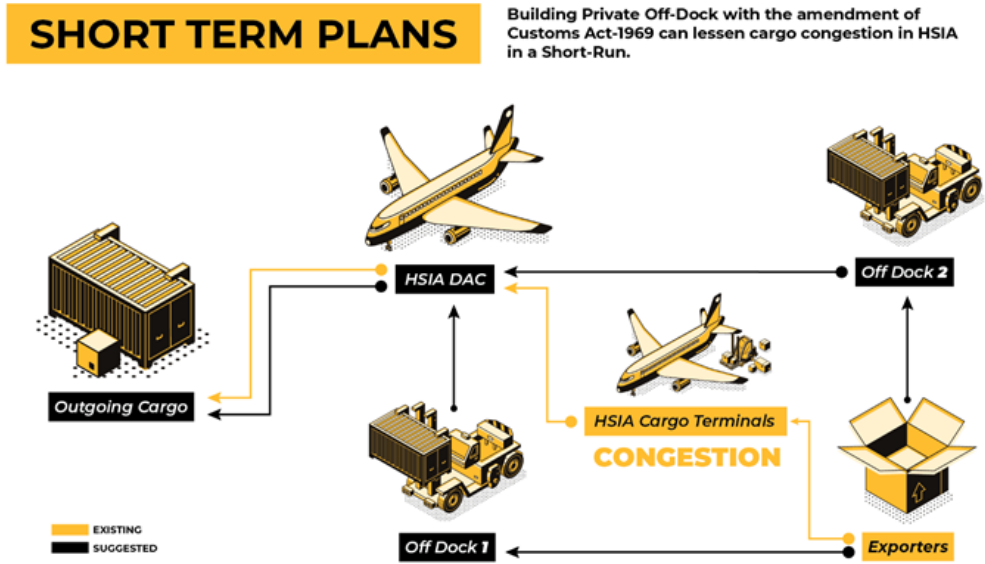 SHORT TERM PLANS
Building Private Off-Dock with the amendment of
Customs Act-1969 can lessen cargo congestion in HSIA
in a Short-Run.
HSIA DAC
Off Dock 2
Outgoing Cargo
HSIA Cargo Terminals
CONGESTION
EXISTING
SUGGESTED
Off Dock 1
Exporters